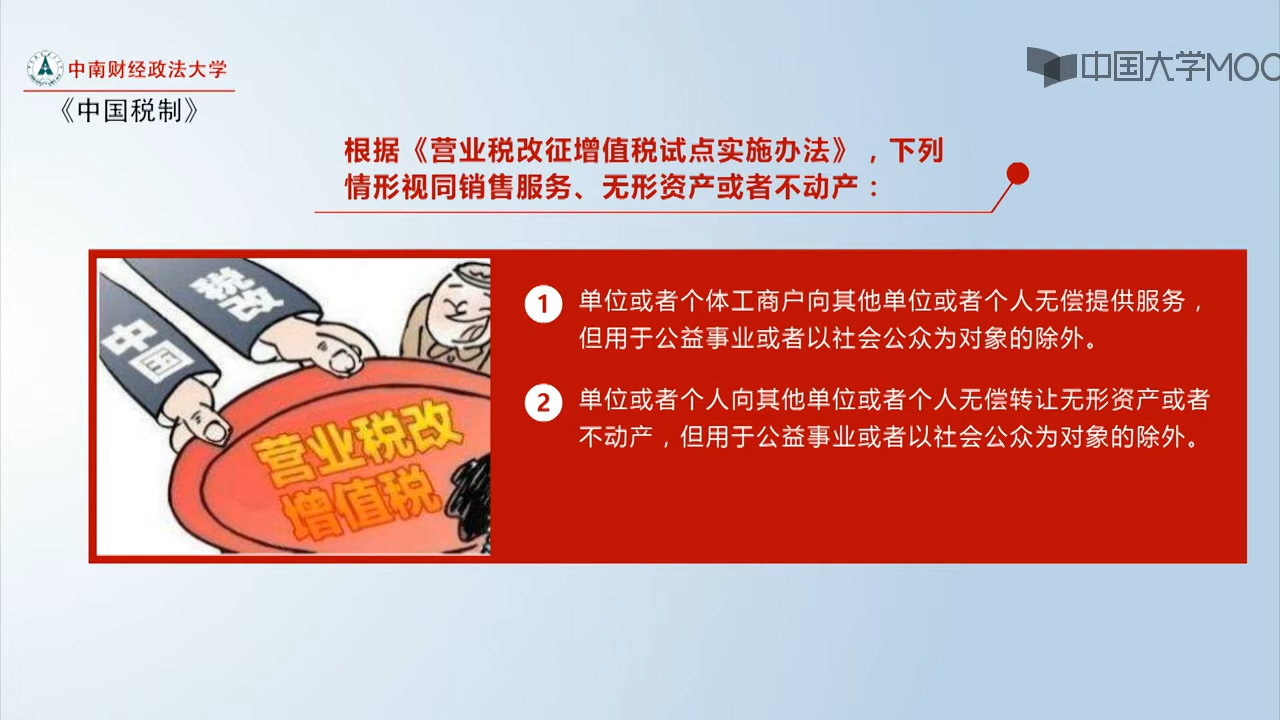 中南财经政法大学
《中国税制》
中国大学MOO
根据《营业税改征增值税试点实施办法》，下列
情形视同销售服务、无形资产或者不动产：
中国
税改
营业税改
增值税
1 单位或者个体工商户向其他单位或者个人无偿提供服务，
但用于公益事业或者以社会公众为对象的除外。
2 单位或者个人向其他单位或者个人无偿转让无形资产或者
不动产，但用于公益事业或者以社会公众为对象的除外。